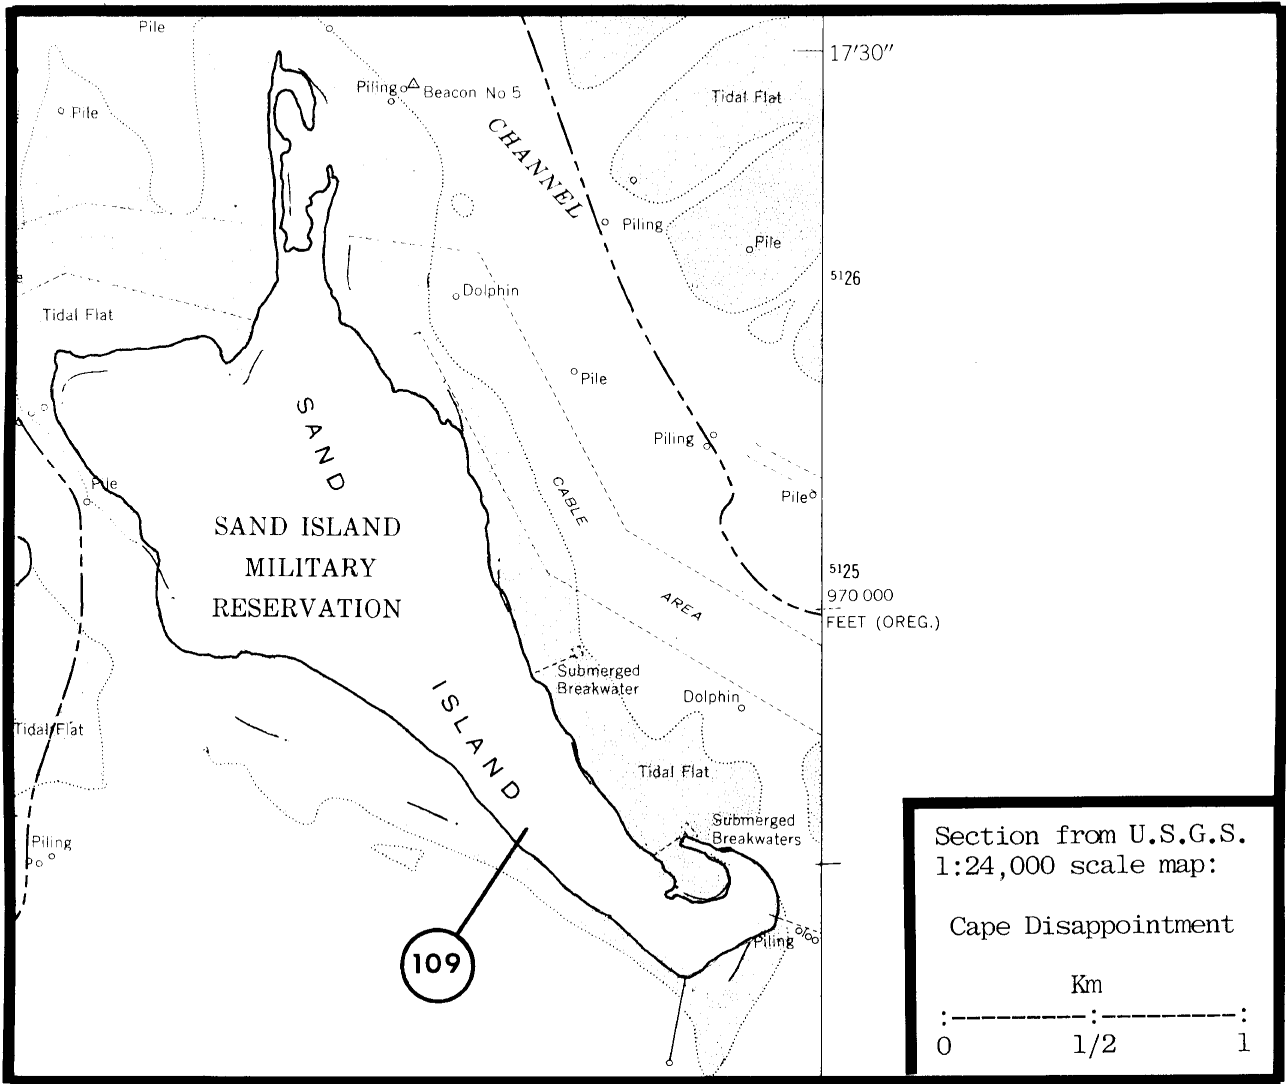 Pile
17'30"
Piling
Beacon No 5
Tidal Flat
Pile
CHANNEL
Piling
Pile
5126
Dolphin
Tidal Flat
Pile
SAND
Piling
Pile
Pile
CABLE
SAND ISLAND
MILITARY
RESERVATION
5125
970 000
FEET (OREG.)
AREA
Submerged
Breakwater
ISLAND
Dolphin
Tidal Flat
Tidal Flat
Submerged
Breakwaters
Piling
Piling
109
Section from U.S.G.S.
1:24,000 scale map:
Cape Disappointment
Km
0 1/2 1